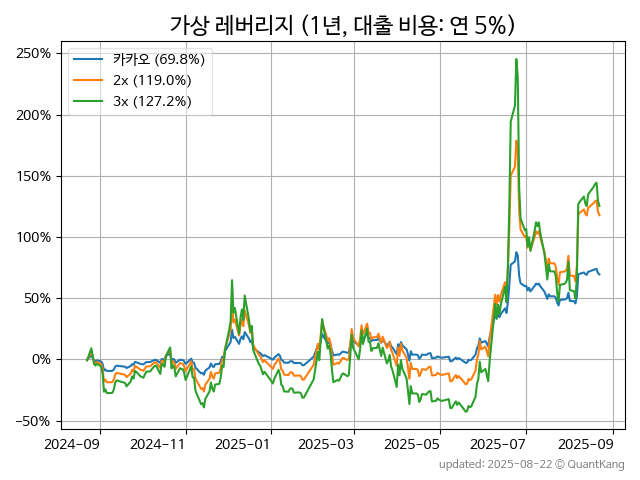 가상 레버리지 (1년, 대출 비용: 연 5%)
카카오 (69.8%)
2x (119.0%)
3x (127.2%)
250%
200%
150%
100%
50%
0%
−50%
2024-09
2024-11
2025-01
2025-03
2025-05
2025-07
2025-09
updated: 2025-08-22 ⓒ QuantKang